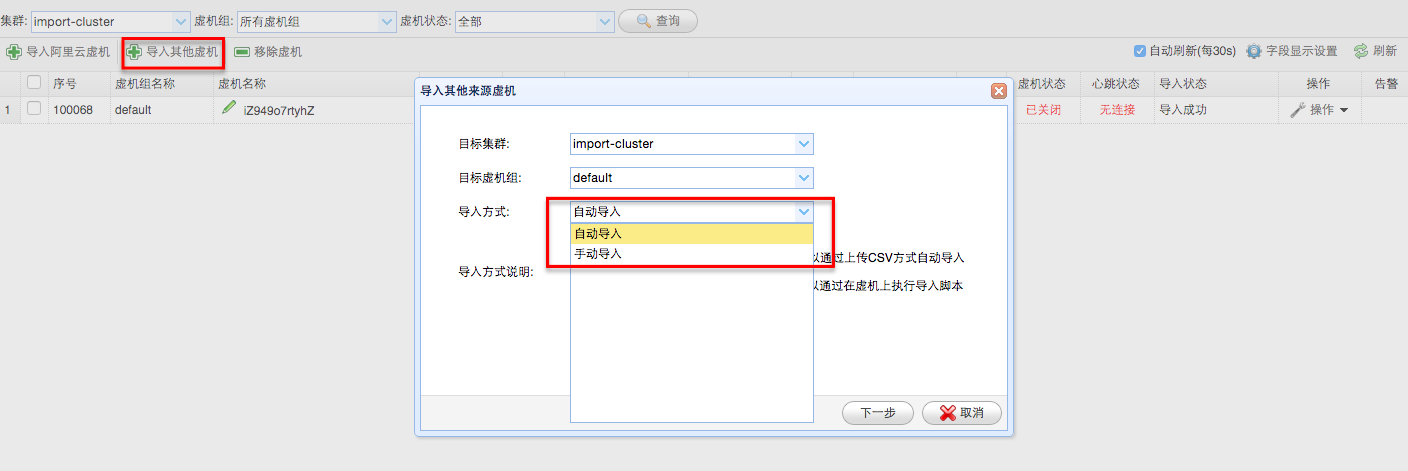 集群: import-cluster 虚机组: 所有虚机组 虚机状态: 全部 查询
导入阿里云虚机 导入其他虚机 移除虚机 自动刷新(每30s) 字段显示设置 刷新
序号 虚机组名称 虚机名称 虚机状态 心跳状态 导入状态 操作 告警
1 100068 default iZ949o7rtyhZ 已关闭 无连接 导入成功 操作
导入其他来源虚机
目标集群: import-cluster
目标虚机组: default
导入方式: 自动导入
自动导入
手动导入
导入方式说明:
以通过上传CSV方式自动导入
以通过在虚机上执行导入脚本
下一步 取消